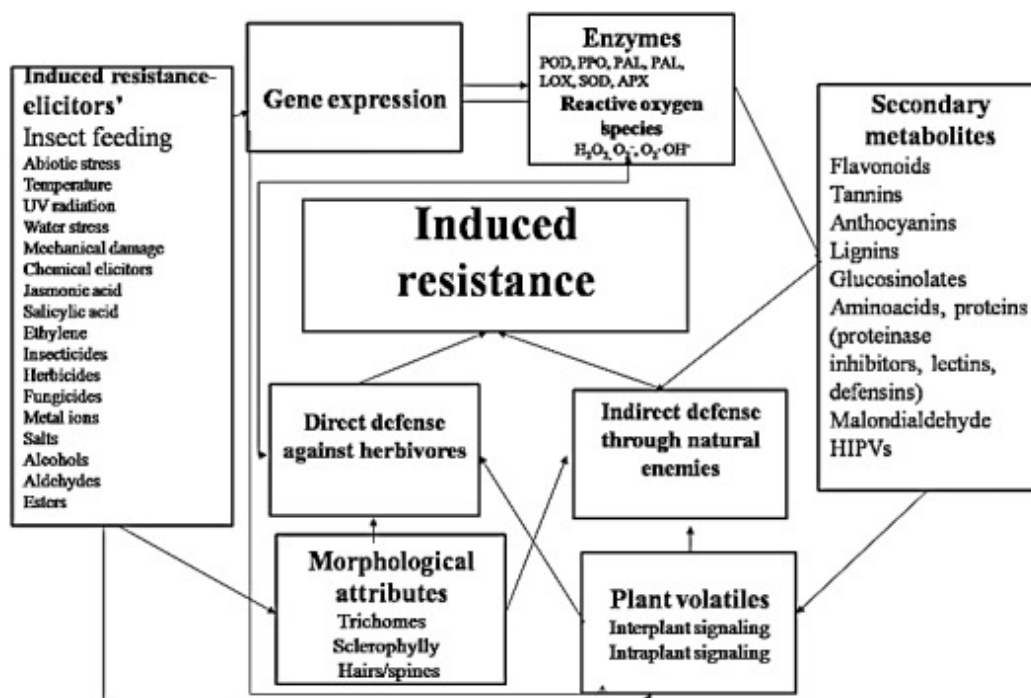 Induced resistance-
elicitors'
Insect feeding
Abiotic stress
Temperature
UV radiation
Water stress
Mechanical damage
Chemical elicitors
Jasmonic acid
Salicylic acid
Ethylene
Insecticides
Herbicides
Fungicides
Metal ions
Salts
Alcohols
Aldehydes
Esters
Gene expression
Enzymes
POD, PPO, PAL, PAL,
LOX, SOD, APX
Reactive oxygen
species
H₂O₂, O₂⁻, O₂·OH⁻
Secondary
metabolites
Flavonoids
Tannins
Anthocyanins
Lignins
Glucosinolates
Aminoacids, proteins
(proteinase
inhibitors, lectins,
defensins)
Malondialdehyde
HIPVs
Induced
resistance
Direct defense
against herbivores
Indirect defense
through natural
enemies
Morphological
attributes
Trichomes
Sclerophylly
Hairs/spines
Plant volatiles
Interplant signaling
Intraplant signaling